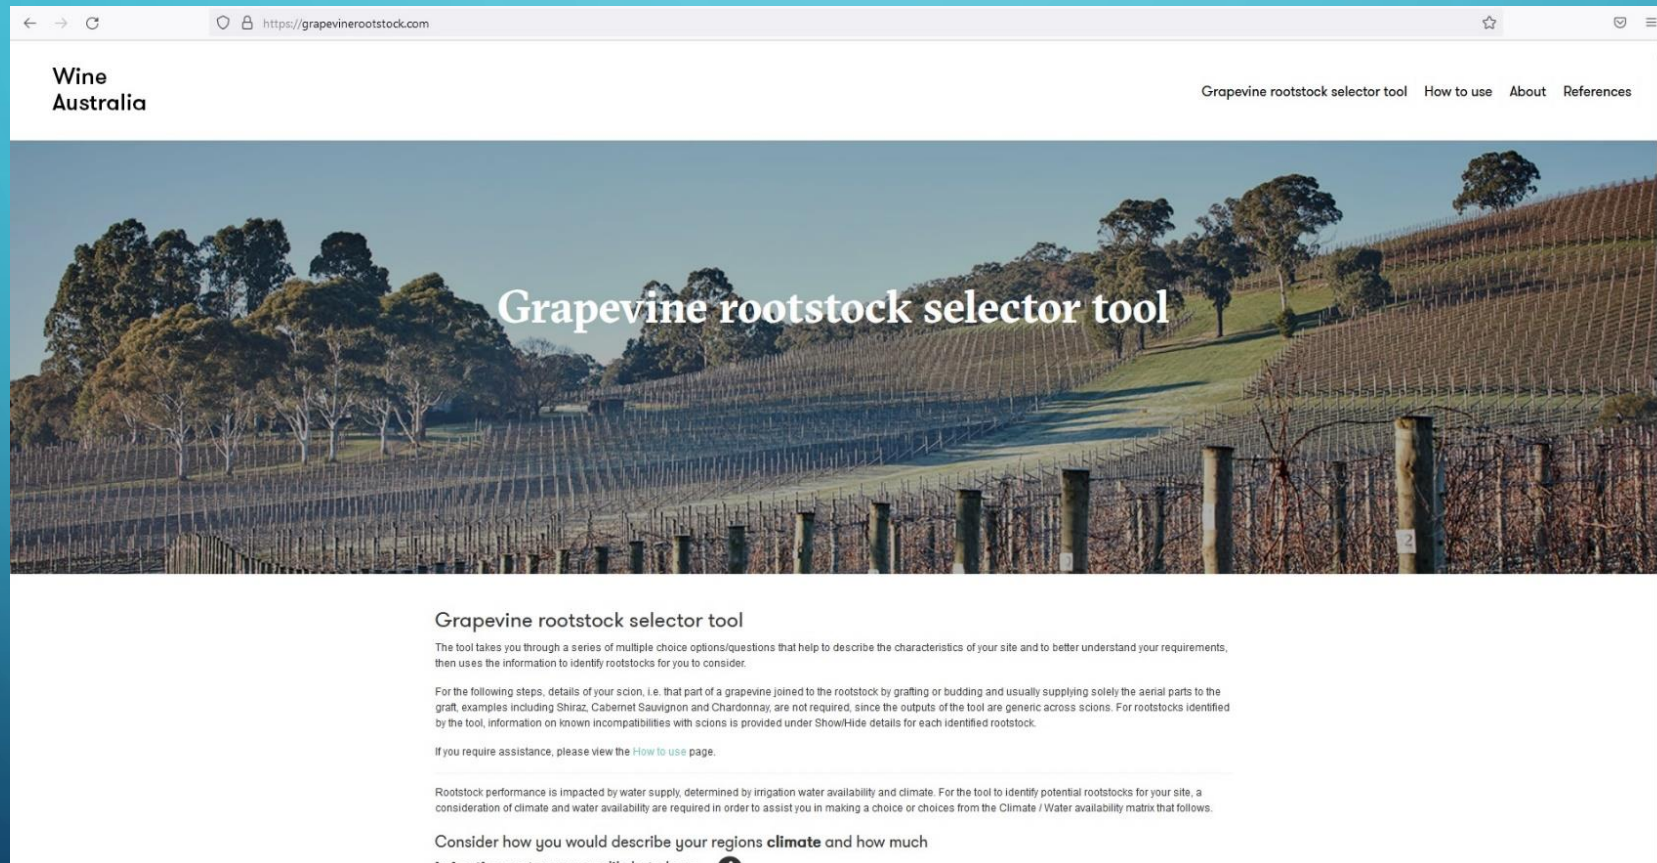 https://grapevinerootstock.com
Wine
Australia
Grapevine rootstock selector tool How to use About References
Grapevine rootstock selector tool
Grapevine rootstock selector tool
The tool takes you through a series of multiple choice options/questions that help to describe the characteristics of your site and to better understand your requirements,
then uses the information to identify rootstocks for you to consider.
For the following steps, details of your scion, i.e. that part of a grapevine joined to the rootstock by grafting or budding and usually supplying solely the aerial parts to the
graft, examples including Shiraz, Cabernet Sauvignon and Chardonnay, are not required, since the outputs of the tool are generic across scions. For rootstocks identified
by the tool, information on known incompatibilities with scions is provided under Show/Hide details for each identified rootstock.
If you require assistance, please view the How to use page.
Rootstock performance is impacted by water supply, determined by irrigation water availability and climate. For the tool to identify potential rootstocks for your site, a
consideration of climate and water availability are required in order to assist you in making a choice or choices from the Climate / Water availability matrix that follows.
Consider how you would describe your regions climate and how much